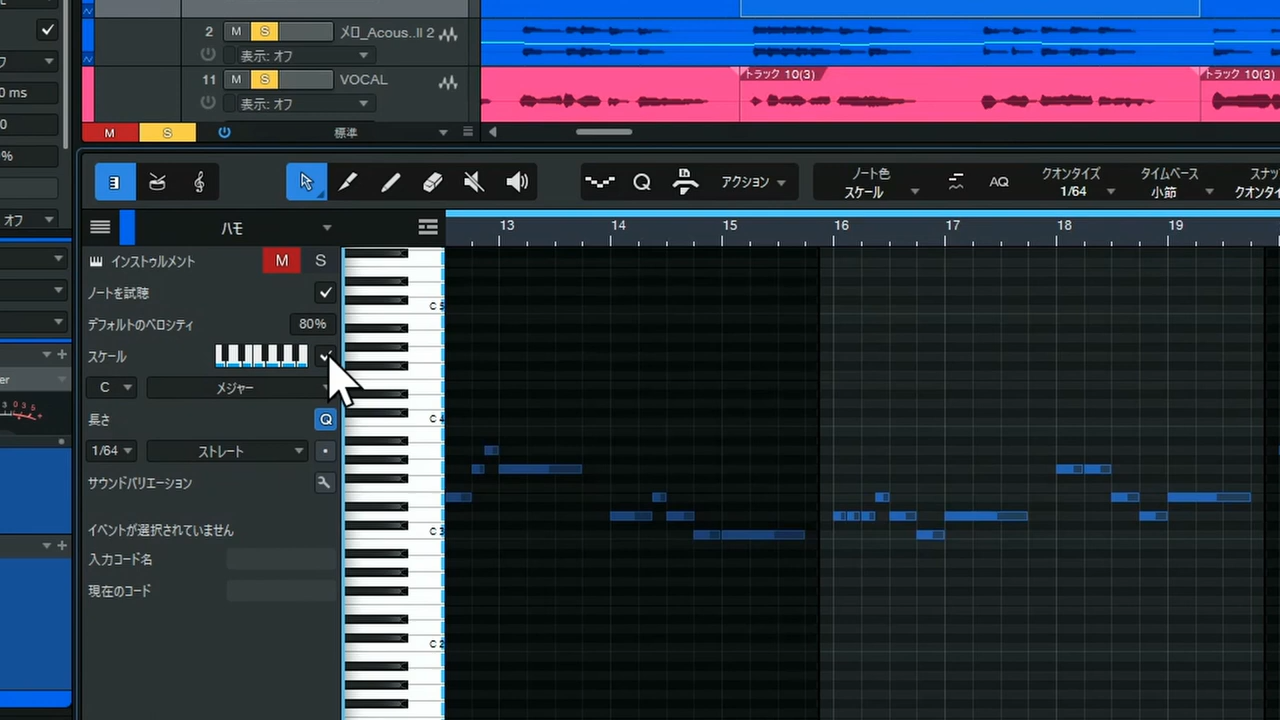 2 M S メロ_Acous..ll 2
表示: オフ
11 M S VOCAL
表示: オフ
トラック 10(3)
トラック 10(3)
0 ms
0
%
オフ
M S 標準
アクション
ノート色
スケール
AQ
クオンタイズ
1/64
タイムベース
小節
スナッ
クオンタイ
ハモ
13 14 15 16 17 18 19
インストゥルメント M S
ノートを試聴
デフォルトのベロシティ 80%
スケール
C メジャー
長さ Q
1/64 ストレート
サウンドバリエーション
イベントが選択されていません
入力コード名
現在のコード
C 5
C 4
C 3
C 2
er